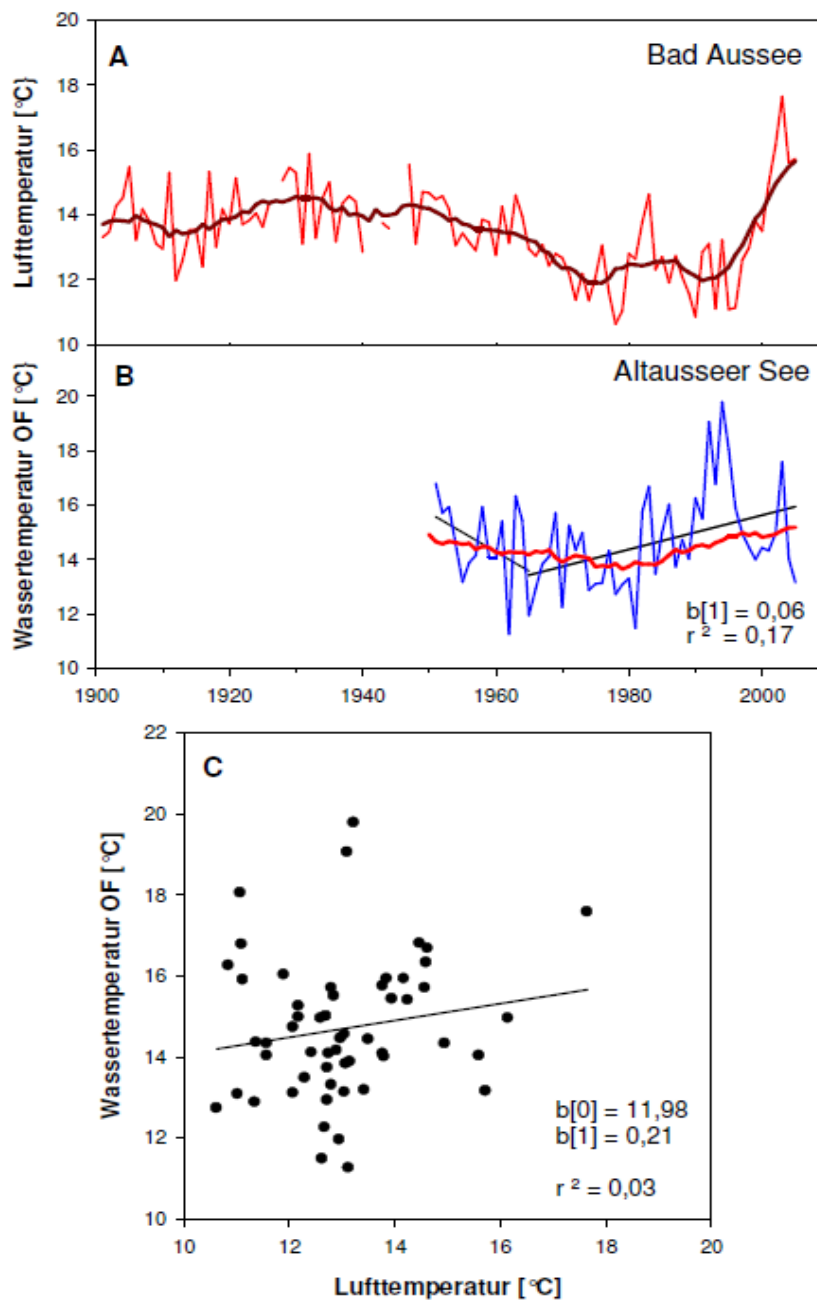 A
Bad Aussee
Lufttemperatur [°C}
20
18
16
14
12
10
B
Altausseer See
Wassertemperatur OF [°C}
20
18
16
14
12
10
b[1] = 0,06
r ² = 0,17
1900
1920
1940
1960
1980
2000
C
Wassertemperatur OF [°C]
22
20
18
16
14
12
10
b[0] = 11,98
b[1] = 0,21
r ² = 0,03
10
12
14
16
18
20
Lufttemperatur [°C]